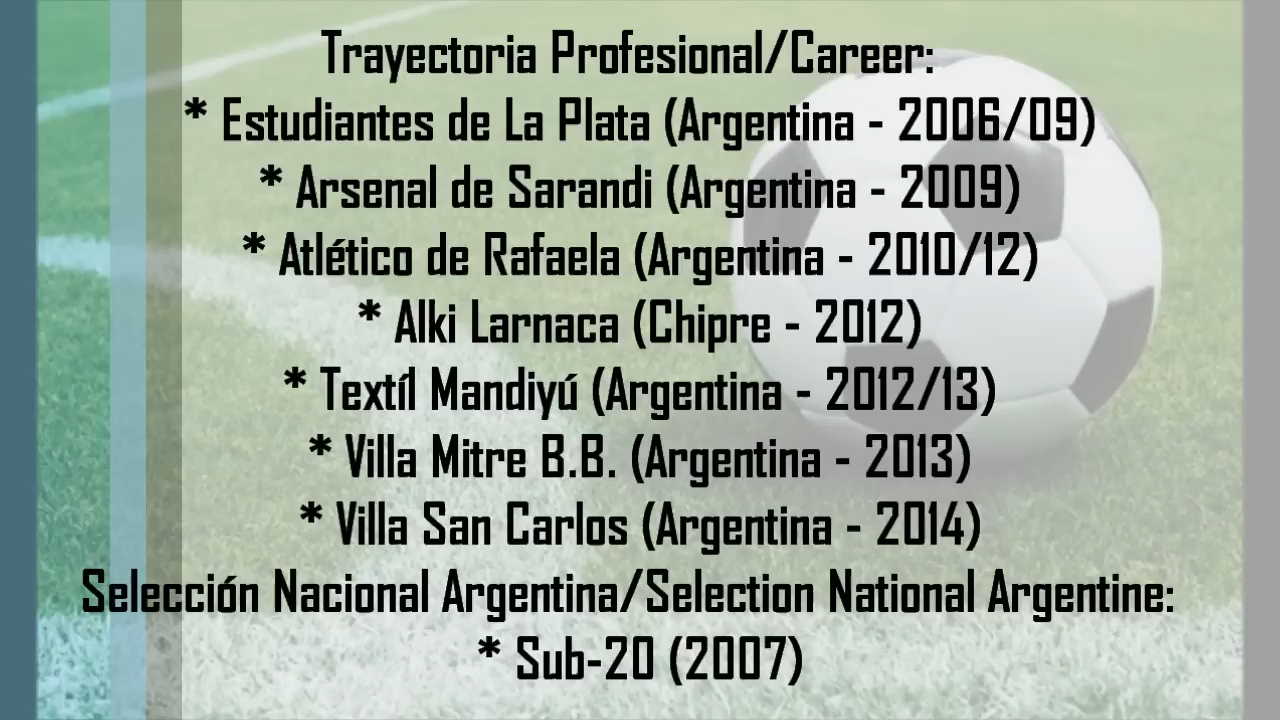 Trayectoria Profesional/Career:
* Estudiantes de La Plata (Argentina - 2006/09)
* Arsenal de Sarandi (Argentina - 2009)
* Atlético de Rafaela (Argentina - 2010/12)
* Alki Larnaca (Chipre - 2012)
* Textíl Mandiyú (Argentina - 2012/13)
* Villa Mitre B.B. (Argentina - 2013)
* Villa San Carlos (Argentina - 2014)
Selección Nacional Argentina/Selection National Argentine:
* Sub-20 (2007)